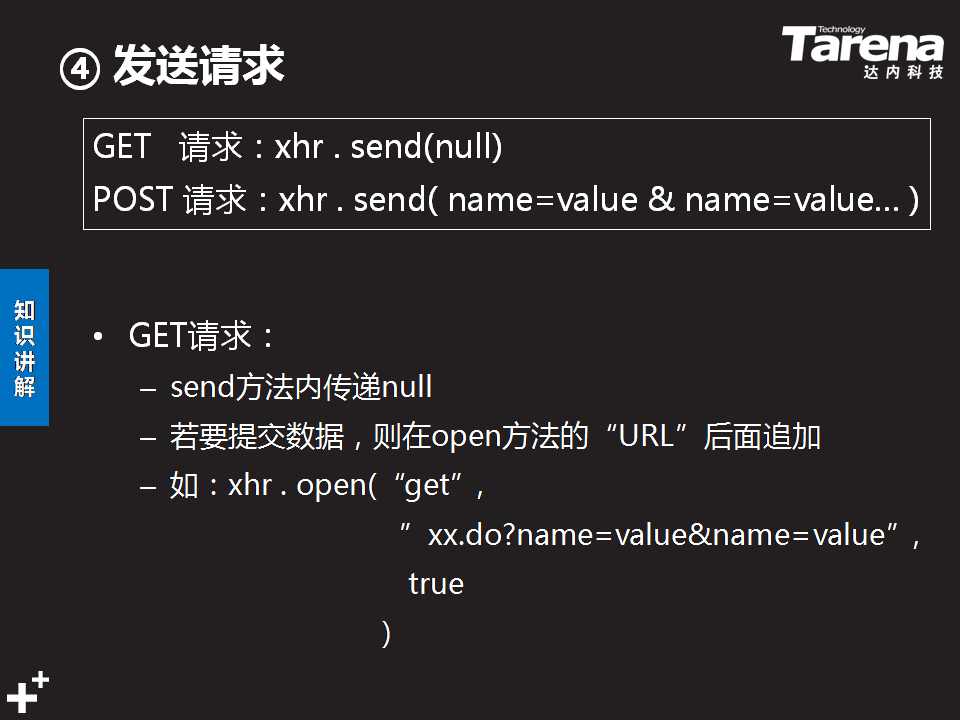 ④ 发送请求
Technology
Tarena
达内科技
GET 请求：xhr . send(null)
POST 请求：xhr . send( name=value & name=value… )
知识讲解
• GET请求：
– send方法内传递null
– 若要提交数据，则在open方法的“URL”后面追加
– 如：xhr . open(“get”,
”xx.do?name=value&name=value”,
true
)